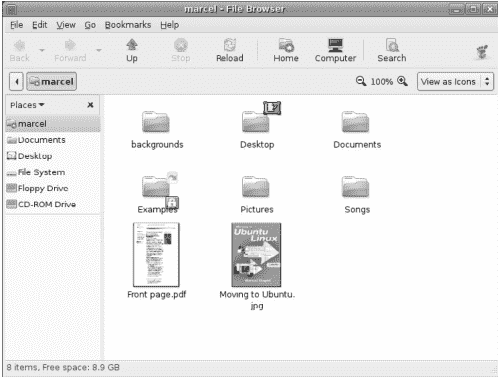 marcel - File Browser
File Edit View Go Bookmarks Help
Back Forward Up Stop Reload Home Computer Search
marcel 100% View as Icons
Places
marcel
Documents
Desktop
File System
Floppy Drive
CD-ROM Drive
backgrounds Desktop Documents
Examples Pictures Songs
Ubuntu
Linux
Front page.pdf Moving to Ubuntu.
jpg
8 items, Free space: 8.9 GB